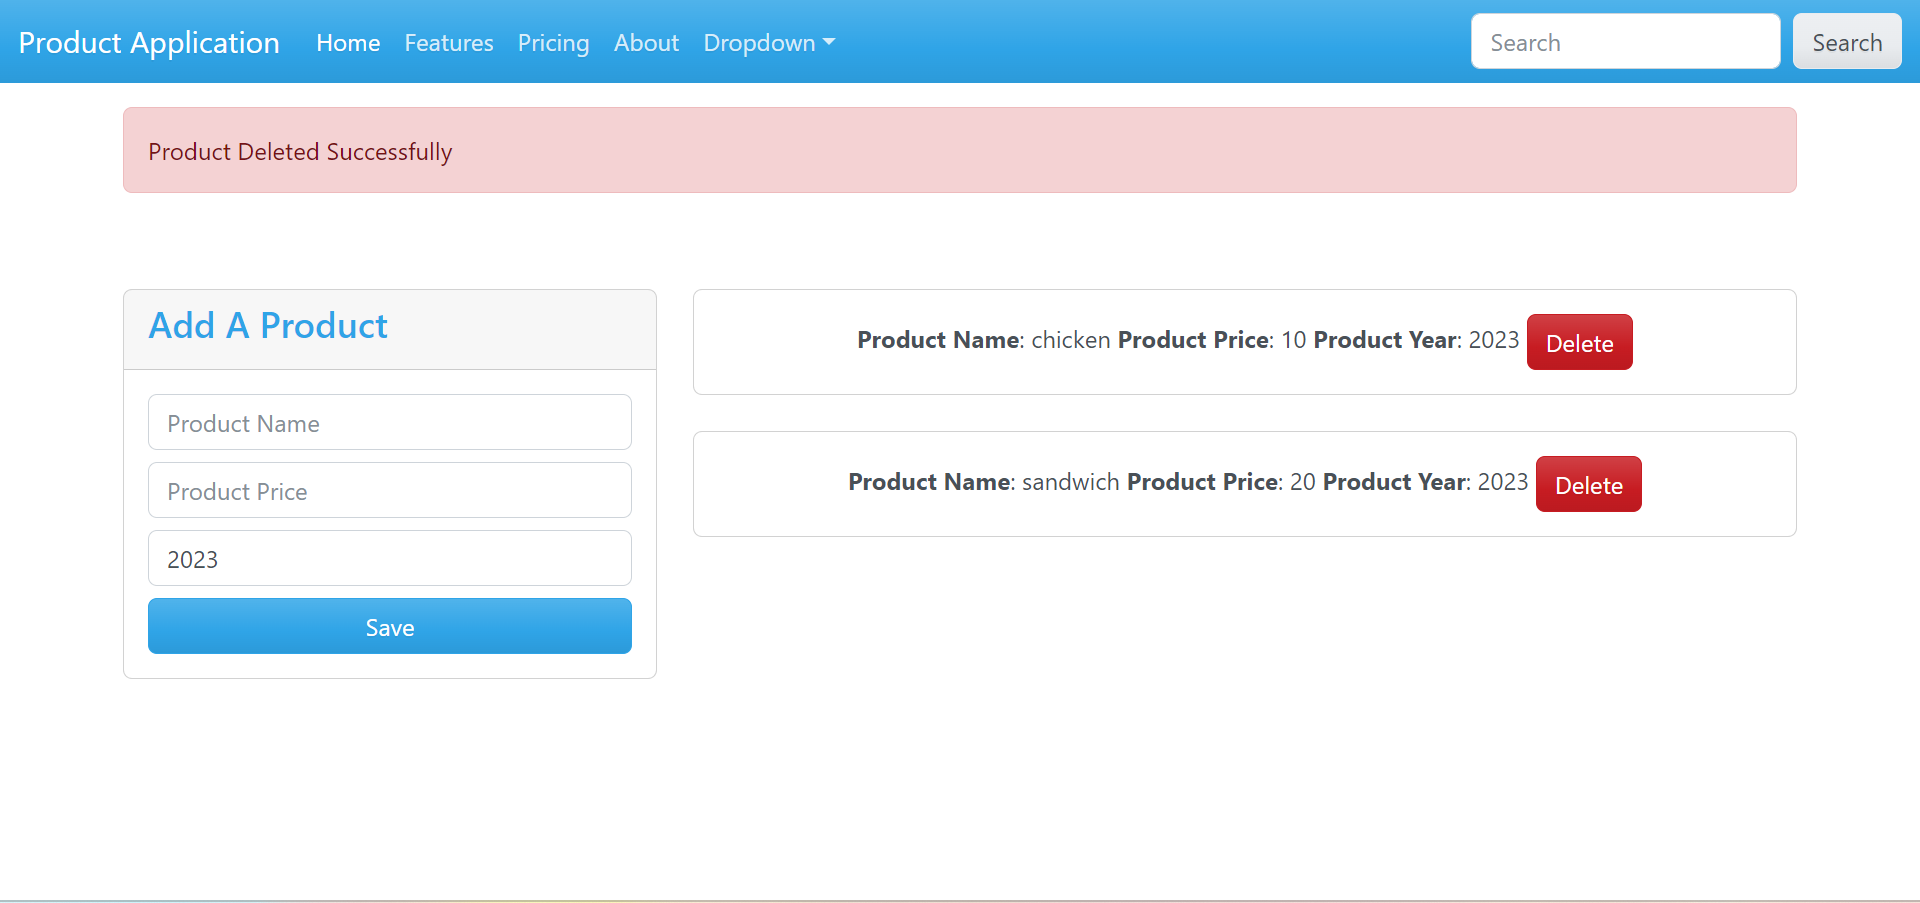 Product Application Home Features Pricing About Dropdown Search Search
Product Deleted Successfully
Add A Product
Product Name
Product Price
2023
Save
Product Name: chicken Product Price: 10 Product Year: 2023 Delete
Product Name: sandwich Product Price: 20 Product Year: 2023 Delete